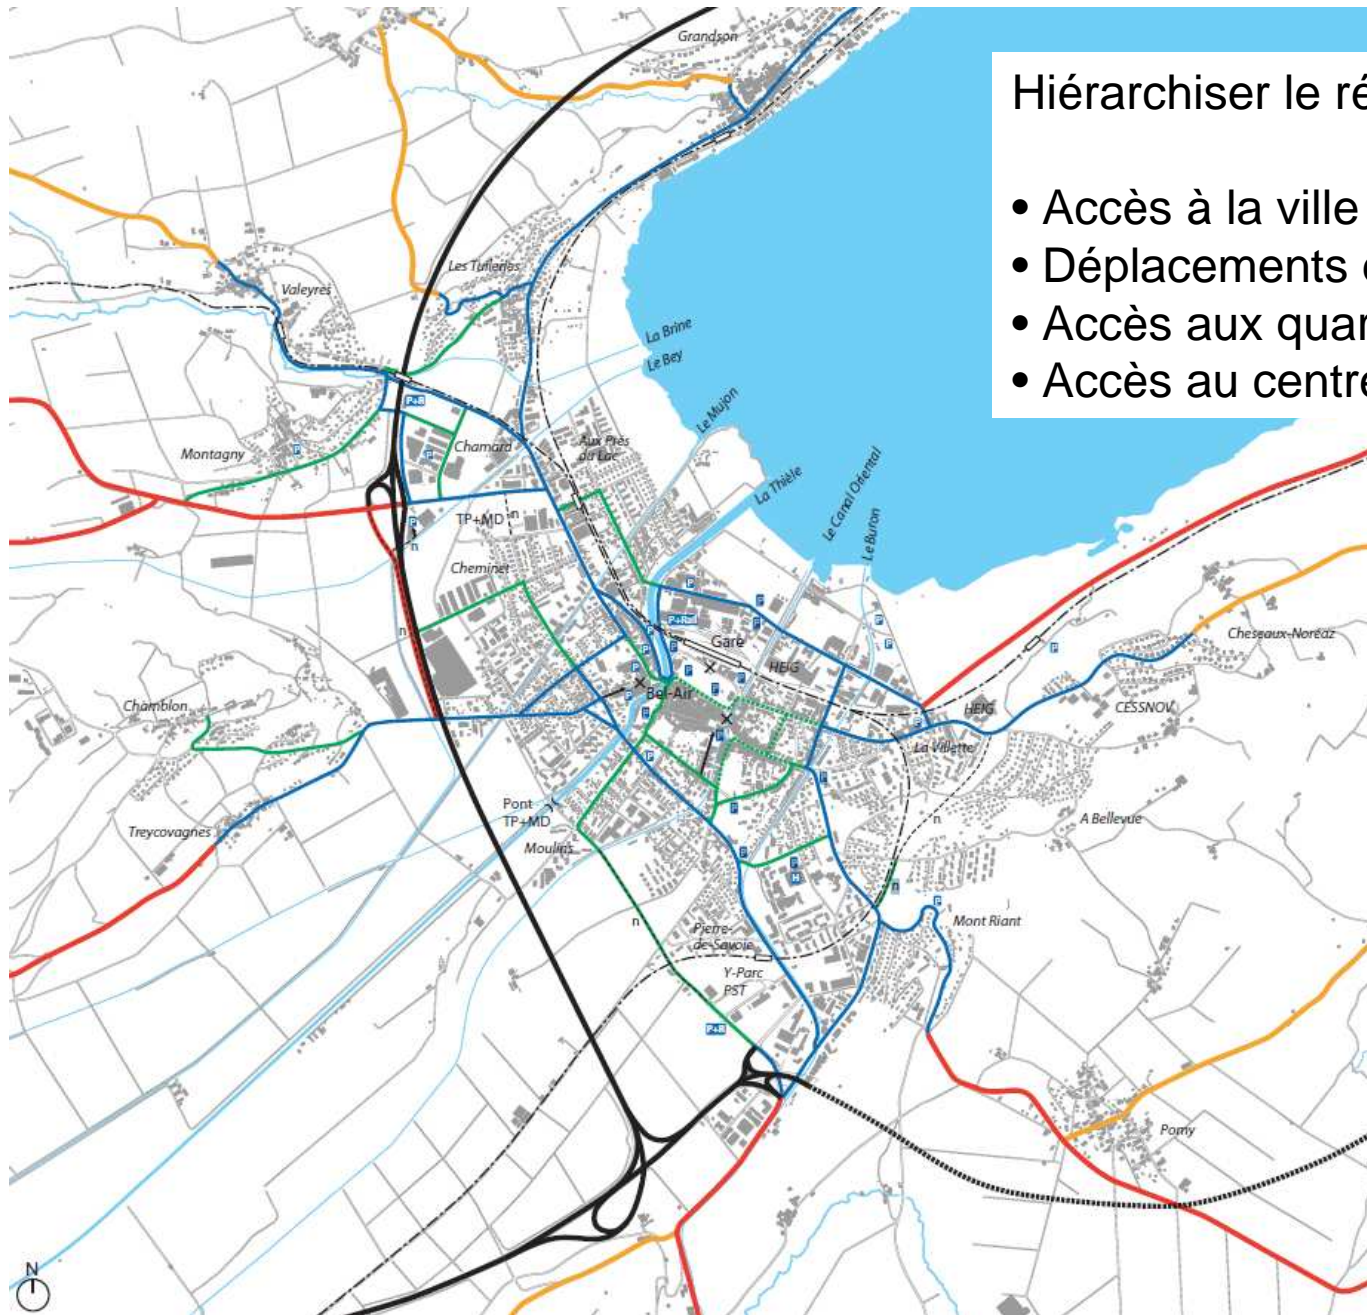 Hiérarchiser le ré
• Accès à la ville
• Déplacements
• Accès aux quar
• Accès au centre
Grandson
Les Tuileries
Valeyres
La Brine
Le Bey
P+R
Le Mujon
Montagny
P
P
Chamard
Aux Prés
du Lac
La Thièle
Le Canal Oriental
Le Buron
TP+MD
n
P
n
Cheminet
P
P
P
P+Rail
P
P
n
Gare
HEIG
P
P
P
P
P
P
P
P
Cheseaux-Noréaz
Bel-Air
P
P
P
P
Chamblon
HEIG
CESSNOV
P
La Villette
P
P
P
Pont
TP+MD
Treycovagnes
Moulins
P
n
A Bellevue
P
P
H
n
P
Mont Riant
n
Pierre-
de-Savoie
Y-Parc
PST
P+R
Pomy
N